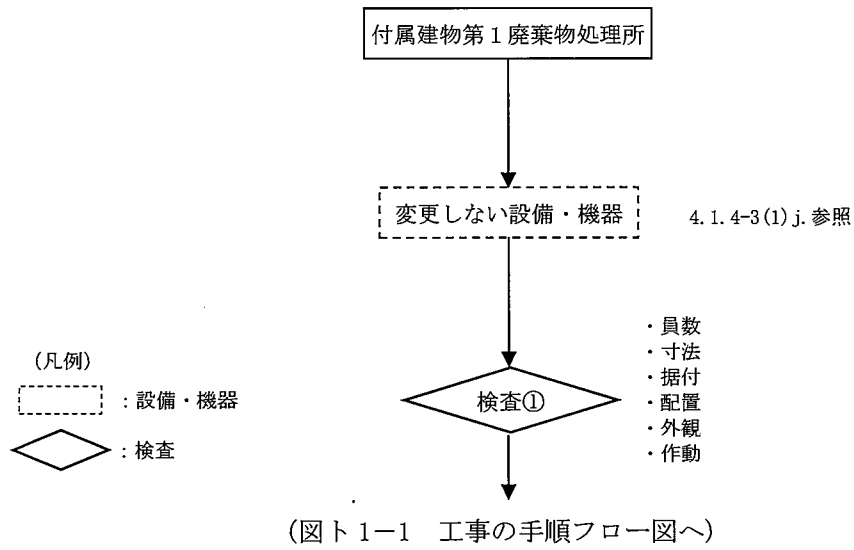 付属建物第1廃棄物処理所
変更しない設備・機器
4.1.4-3(1)j.参照
検査①
・員数
・寸法
・据付
・配置
・外観
・作動
(凡例)
：設備・機器
：検査
(図ト1－1　工事の手順フロー図へ)